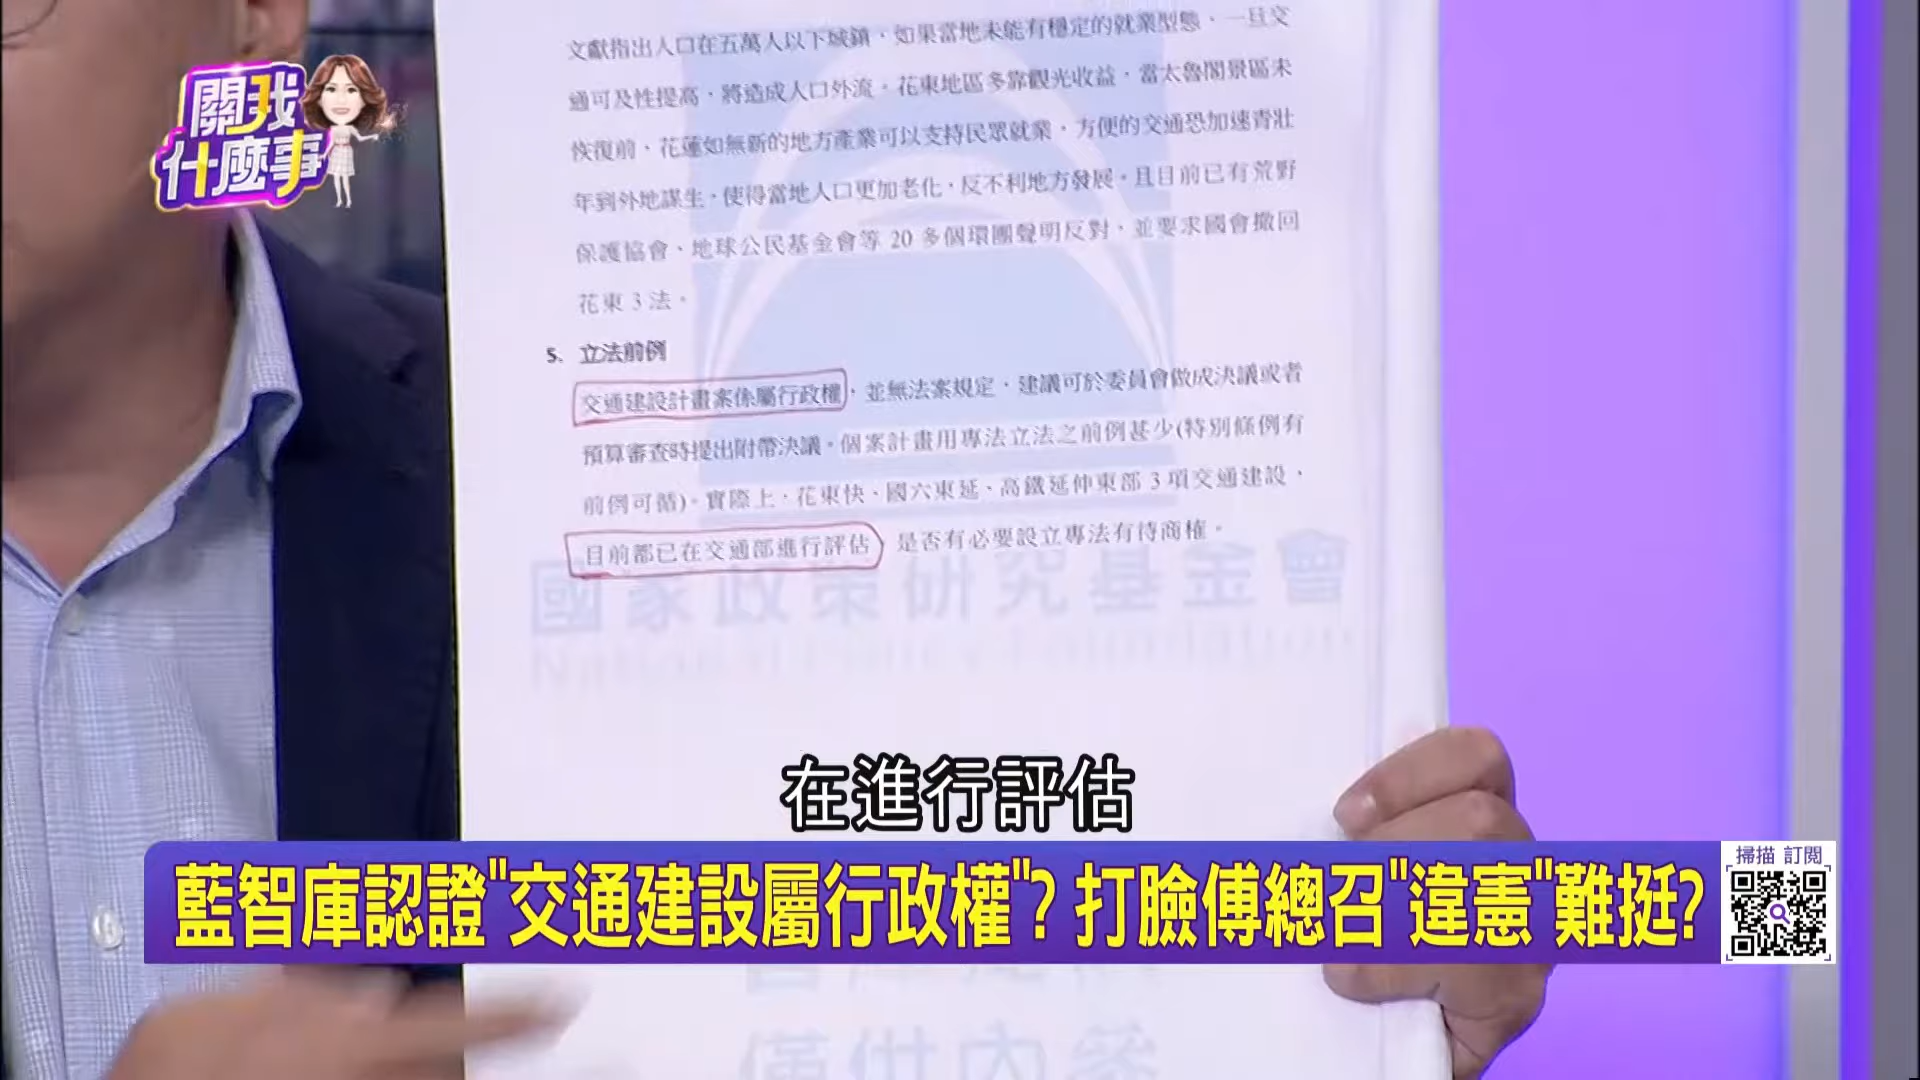 關我
什麼事
文獻指出人口在五萬人以下城鎮，如果當地未能有穩定的就業型態，一旦交
通可及性提高，將造成人口外流。花東地區多靠觀光收益，當太魯閣景區未
恢復前，花蓮如無新的地方產業可以支持民眾就業，方便的交通恐加速青壯
年到外地謀生，使得當地人口更加老化，反不利地方發展。且目前已有荒野
保護協會、地球公民基金會等 20 多個環團聲明反對，並要求國會撤回
花東 3 法。
5. 立法前例
交通建設計畫案係屬行政權，並無法案規定，建議可於委員會做成決議或者
預算審查時提出附帶決議。個案計畫用專法立法之前例甚少(特別條例有
前例可循)。實際上，花東快、國六東延、高鐵延伸東部 3 項交通建設、
目前都已在交通部進行評估 是否有必要設立專法有待商榷。
國家政策研究基金會
National Policy Foundation
在進行評估
藍智庫認證"交通建設屬行政權"? 打臉傅總召"違憲"難挺?
掃描 訂閱
僅供內參